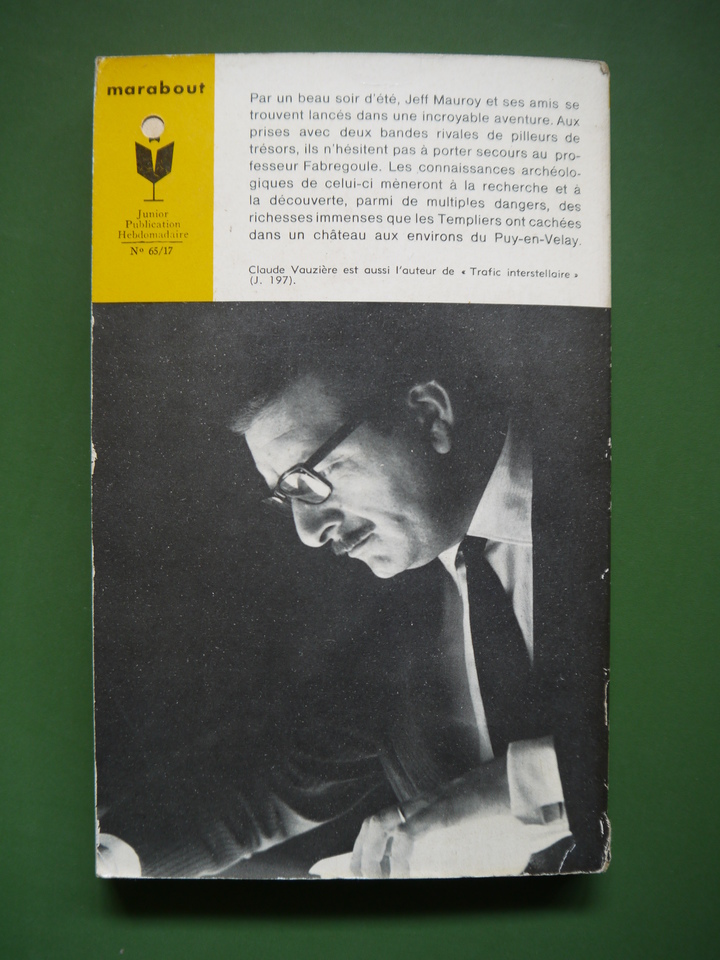 marabout
Junior
Publication
Hebdomadaire
Nº 65/17
Par un beau soir d'été, Jeff Mauroy et ses amis se
trouvent lancés dans une incroyable aventure. Aux
prises avec deux bandes rivales de pilleurs de
trésors, ils n'hésitent pas à porter secours au pro-
fesseur Fabregoule. Les connaissances archéolo-
giques de celui-ci mèneront à la recherche et à
la découverte, parmi de multiples dangers, des
richesses immenses que les Templiers ont cachées
dans un château aux environs du Puy-en-Velay.
Claude Vauzière est aussi l'auteur de « Trafic interstellaire »
(J. 197).